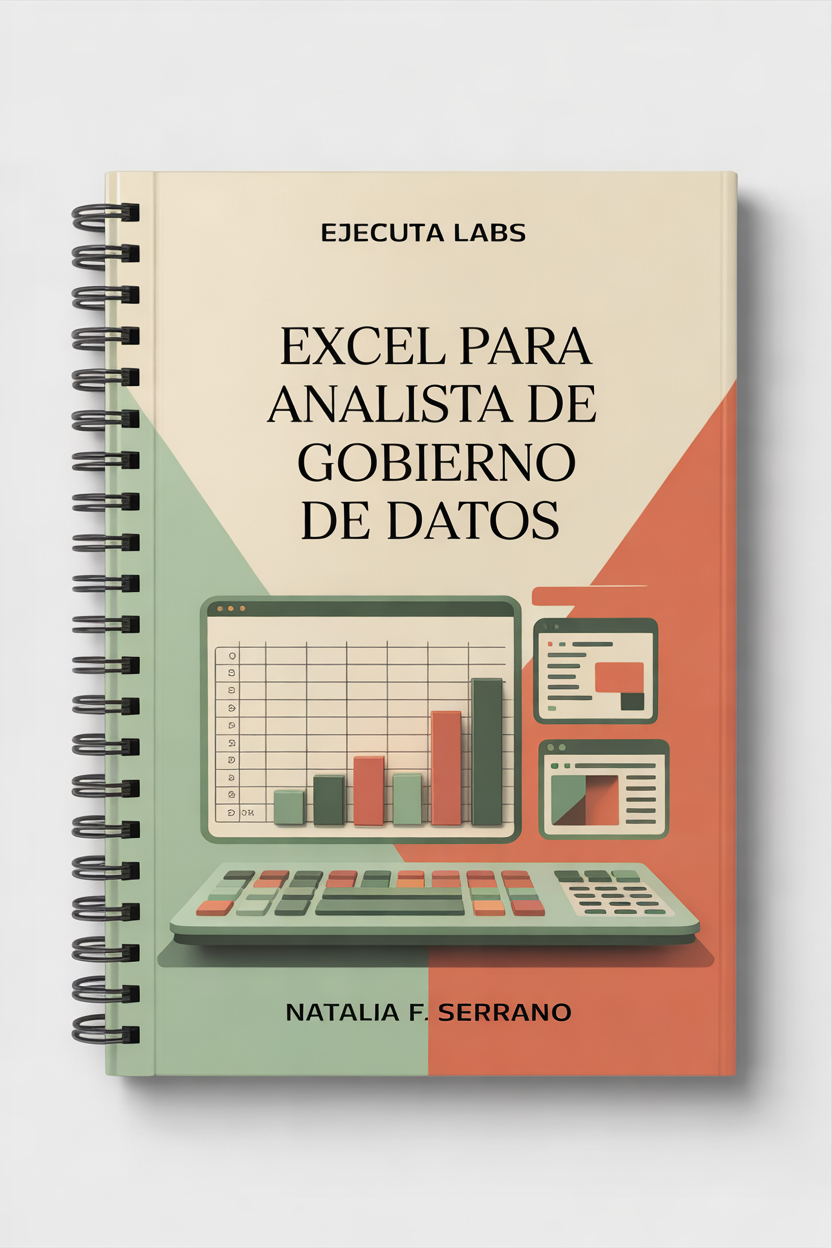 EJECUTA LABS
EXCEL PARA
ANALISTA DE
GOBIERNO
DE DATOS
NATALIA F. SERRANO